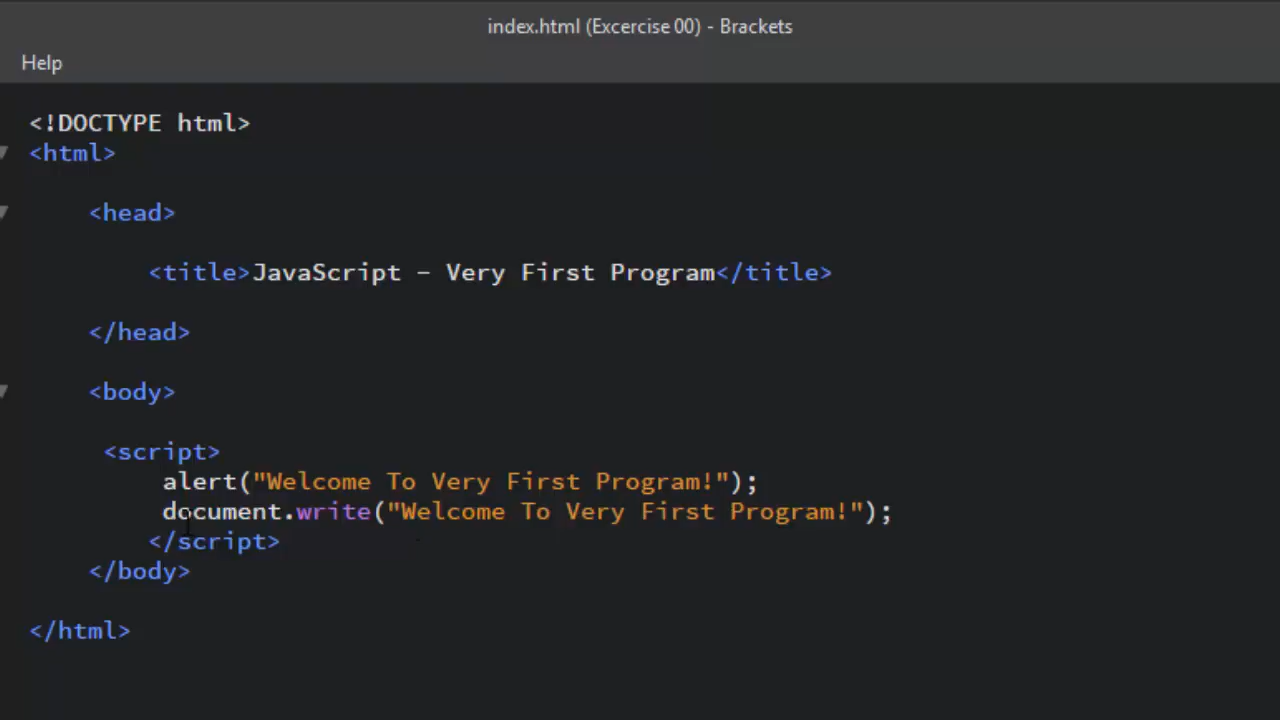 index.html (Excercise 00) - Brackets
Help
<!DOCTYPE html>
<html>
<head>
<title>JavaScript - Very First Program</title>
</head>
<body>
<script>
alert("Welcome To Very First Program!");
document.write("Welcome To Very First Program!");
</script>
</body>
</html>